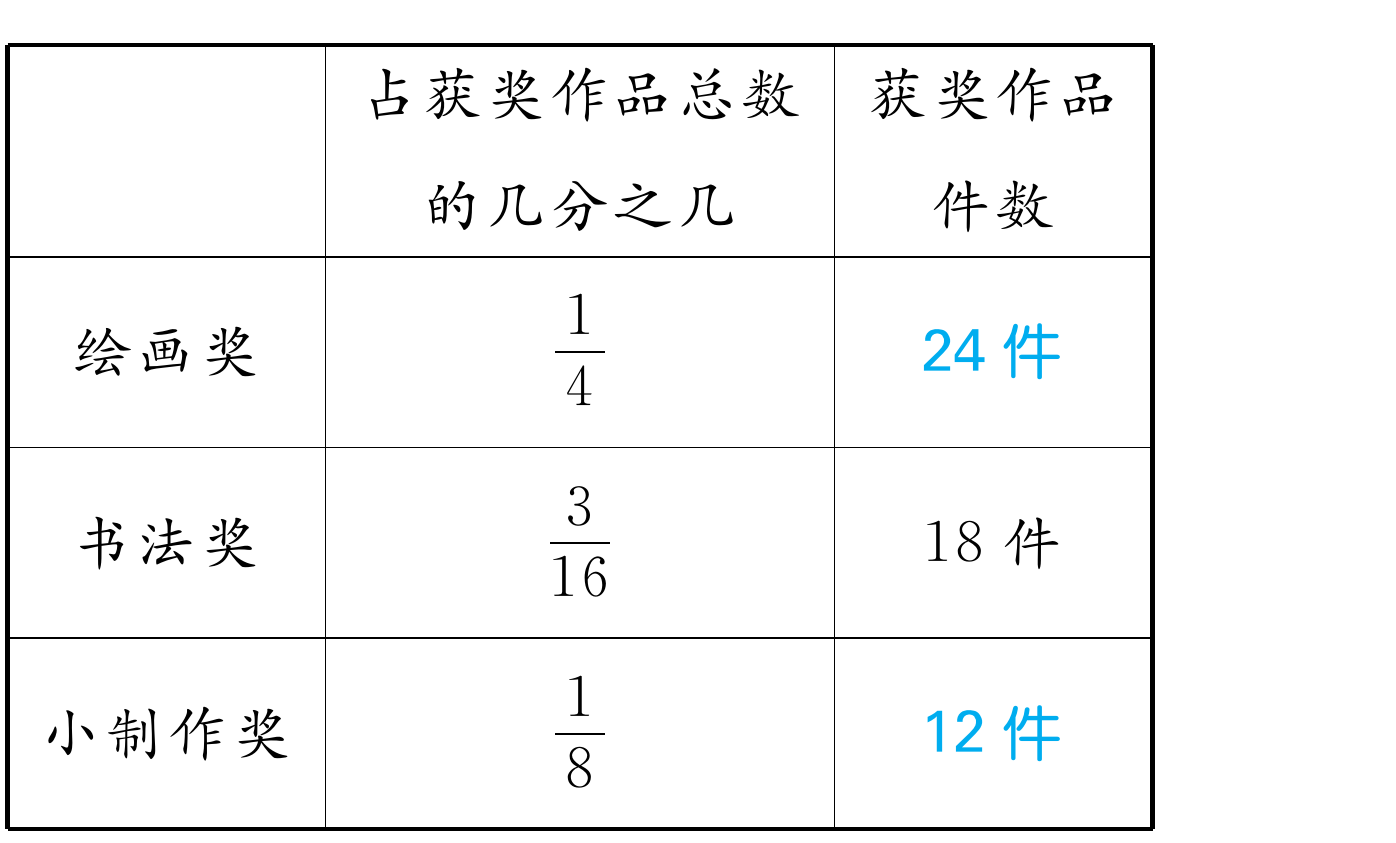 占获奖作品总数
的几分之几
获奖作品
件数
绘画奖
1/4
24 件
书法奖
3/16
18 件
小制作奖
1/8
12 件